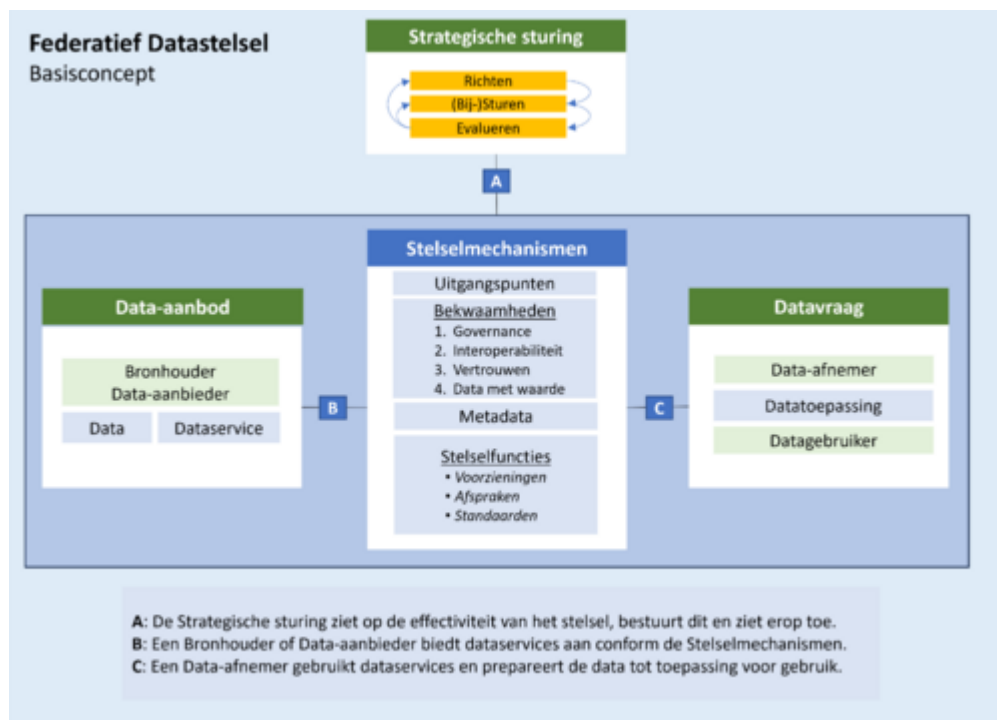 Federatief Datastelsel
Basisconcept
Strategische sturing
Richten
(Bij-)Sturen
Evalueren
A
Stelselmechanismen
Uitgangspunten
Bekwaamheden
1. Governance
2. Interoperabiliteit
3. Vertrouwen
4. Data met waarde
Metadata
Stelselfuncties
• Voorzieningen
• Afspraken
• Standaarden
Data-aanbod
Bronhouder
Data-aanbieder
Data
Dataservice
B
C
Datavraag
Data-afnemer
Datatoepassing
Datagebruiker
A: De Strategische sturing ziet op de effectiviteit van het stelsel, bestuurt dit en ziet erop toe.
B: Een Bronhouder of Data-aanbieder biedt dataservices aan conform de Stelselmechanismen.
C: Een Data-afnemer gebruikt dataservices en prepareert de data tot toepassing voor gebruik.